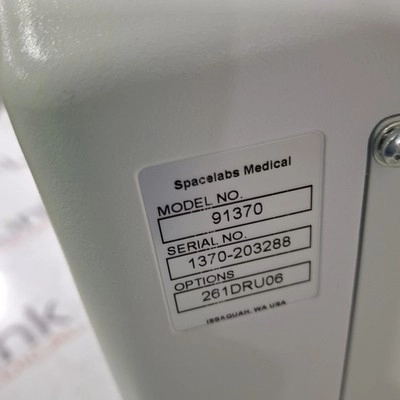 Spacelabs Medical
MODEL NO.
91370
SERIAL NO.
1370-203288
OPTIONS
261DRU06
ISSAQUAH, WA USA